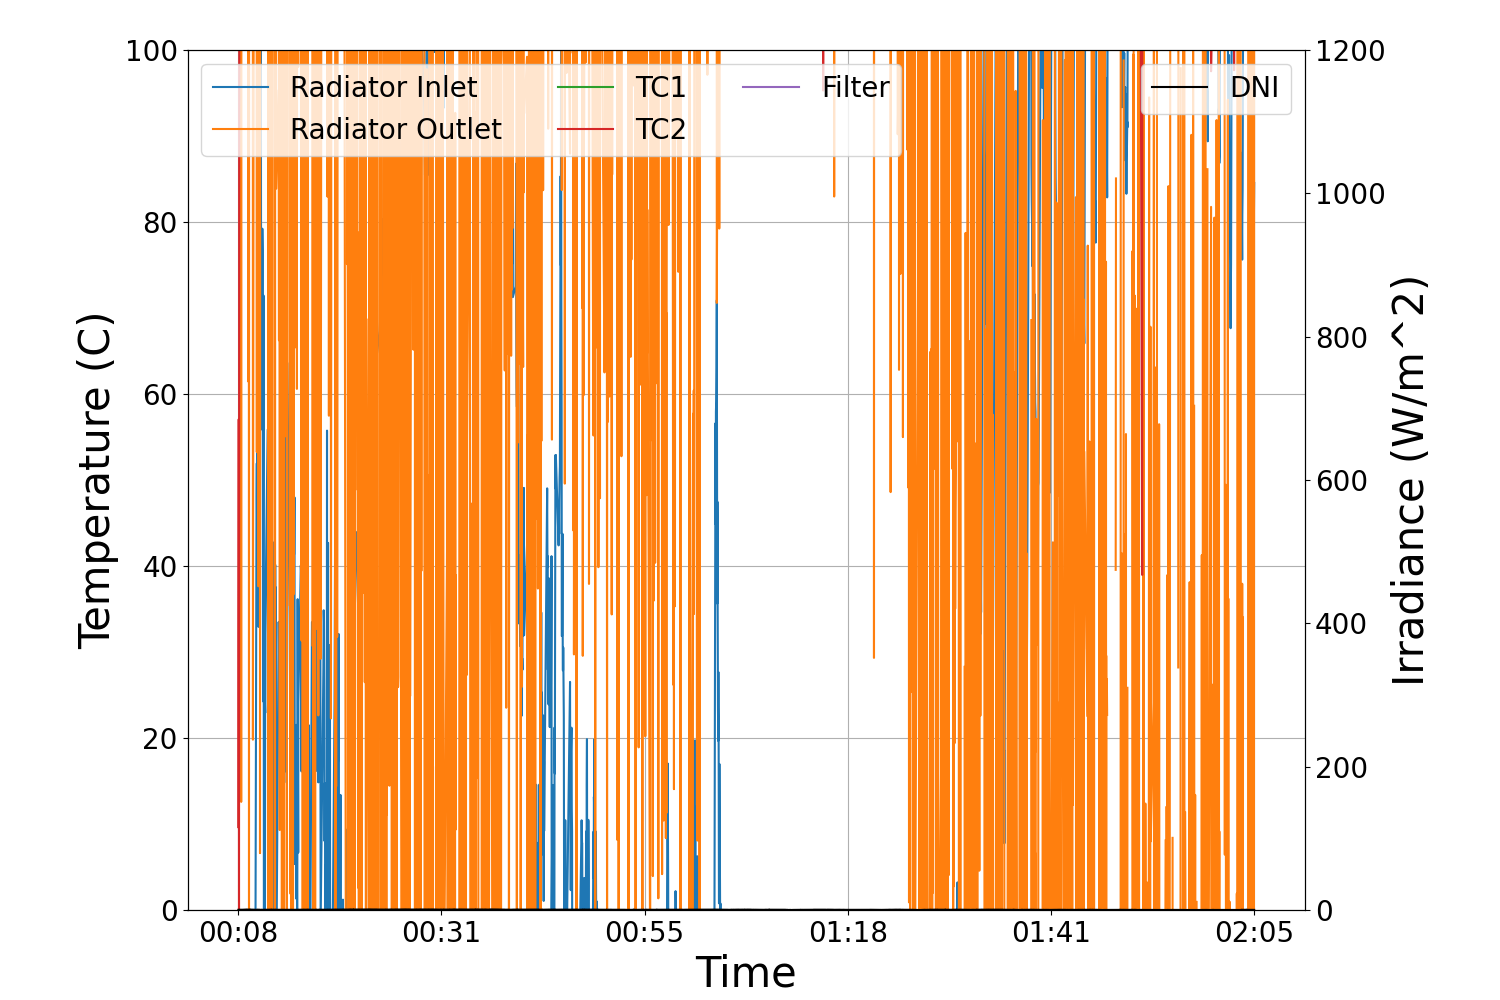 100
80
60
40
20
0
Temperature (C)
Radiator Inlet
Radiator Outlet
TC1
TC2
Filter
DNI
1200
1000
800
600
400
200
0
Irradiance (W/m^2)
00:08 00:31 00:55 01:18 01:41 02:05
Time